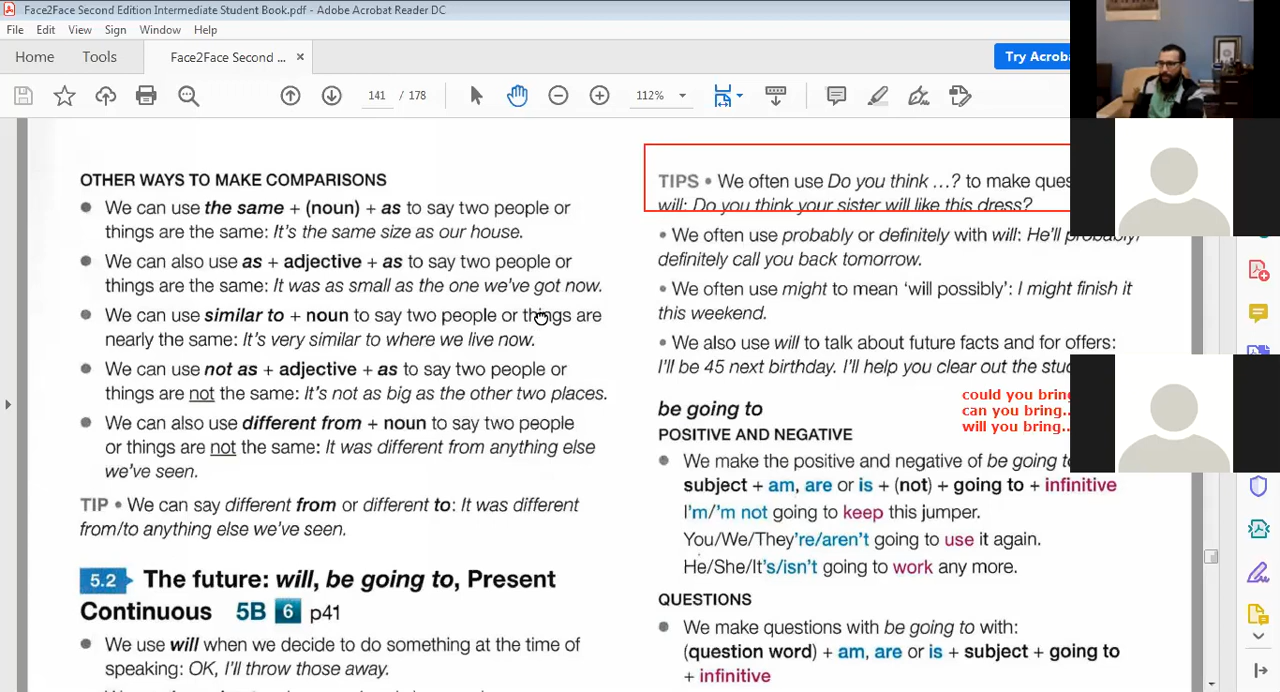 Face2Face Second Edition Intermediate Student Book.pdf - Adobe Acrobat Reader DC
File Edit View Sign Window Help
Home Tools Face2Face Second ... × Try Acroba
141 / 178 112%
OTHER WAYS TO MAKE COMPARISONS
We can use the same + (noun) + as to say two people or
things are the same: It's the same size as our house.
We can also use as + adjective + as to say two people or
things are the same: It was as small as the one we've got now.
We can use similar to + noun to say two people or things are
nearly the same: It's very similar to where we live now.
We can use not as + adjective + as to say two people or
things are not the same: It's not as big as the other two places.
We can also use different from + noun to say two people
or things are not the same: It was different from anything else
we've seen.
TIP • We can say different from or different to: It was different
from/to anything else we've seen.
5.2 The future: will, be going to, Present
Continuous 5B 6 p41
We use will when we decide to do something at the time of
speaking: OK, I'll throw those away.
TIPS • We often use Do you think …? to make ques
will: Do you think your sister will like this dress?
• We often use probably or definitely with will: He'll probably/
definitely call you back tomorrow.
• We often use might to mean 'will possibly': I might finish it
this weekend.
• We also use will to talk about future facts and for offers:
I'll be 45 next birthday. I'll help you clear out the stu
could you bring
can you bring..
will you bring..
be going to
POSITIVE AND NEGATIVE
We make the positive and negative of be going to
subject + am, are or is + (not) + going to + infinitive
I'm/'m not going to keep this jumper.
You/We/They're/aren't going to use it again.
He/She/It's/isn't going to work any more.
QUESTIONS
We make questions with be going to with:
(question word) + am, are or is + subject + going to
+ infinitive